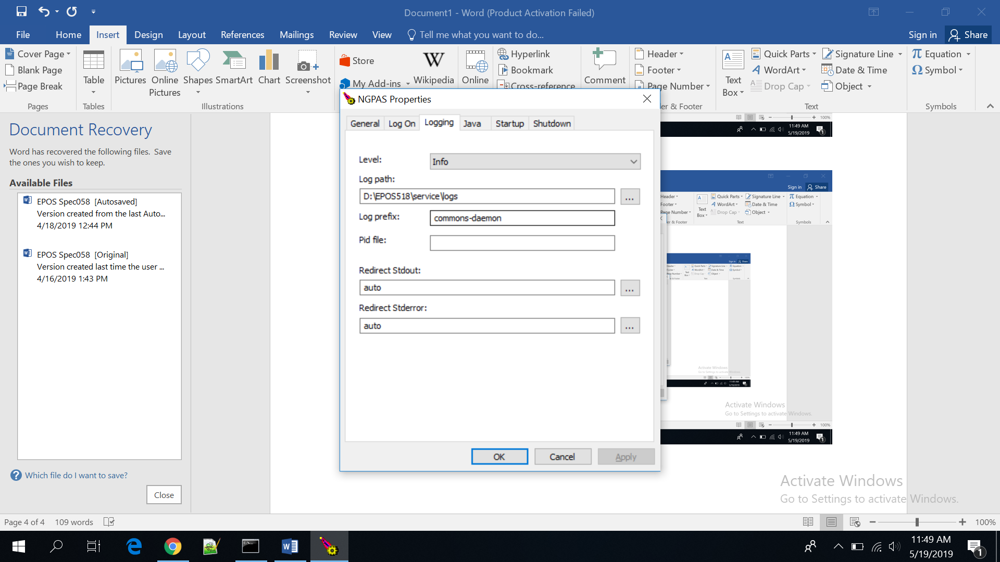 Document1 - Word (Product Activation Failed)
File Home Insert Design Layout References Mailings Review View Tell me what you want to do... Sign in Share
Cover Page
Blank Page
Page Break
Pages
Table
Tables
Pictures
Online Pictures
Shapes
SmartArt
Chart
Screenshot
Illustrations
Store
My Add-ins
Wikipedia
Online
Hyperlink
Bookmark
Cross-reference
Comment
Header
Footer
Page Number
er & Footer
Text Box
Quick Parts
WordArt
Drop Cap
Signature Line
Date & Time
Object
Text
Equation
Symbol
Symbols
Document Recovery
Word has recovered the following files. Save
the ones you wish to keep.
Available Files
EPOS Spec058 [Autosaved]
Version created from the last Auto...
4/18/2019 12:44 PM
EPOS Spec058 [Original]
Version created last time the user ...
4/16/2019 1:43 PM
Which file do I want to save?
Close
NGPAS Properties
General Log On Logging Java Startup Shutdown
Level:
Info
Log path:
D:\EPOS518\service\logs
...
Log prefix:
commons-daemon
Pid file:
Redirect Stdout:
auto
...
Redirect Stderror:
auto
...
OK Cancel Apply
100%
11:49 AM
5/19/2019
1
Sign in Share
Header
Footer
Page Number
er & Footer
Text Box
Quick Parts
WordArt
Drop Cap
Signature Line
Date & Time
Object
Text
Equation
Symbol
Symbols
Activate Windows
Go to Settings to activate Windows.
100%
11:49 AM
5/19/2019
1
Activate Windows
Go to Settings to activate Windows.
Page 4 of 4 109 words
100%
11:49 AM
5/19/2019
1